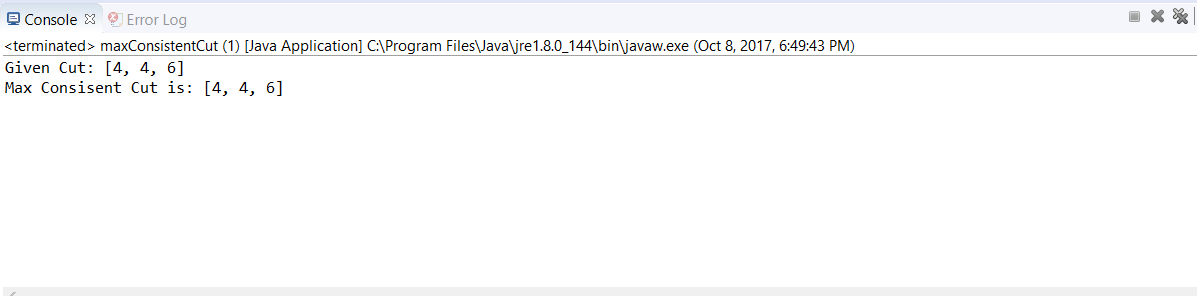 Console Error Log
<terminated> maxConsistentCut (1) [Java Application] C:\Program Files\Java\jre1.8.0_144\bin\javaw.exe (Oct 8, 2017, 6:49:43 PM)
Given Cut: [4, 4, 6]
Max Consisent Cut is: [4, 4, 6]